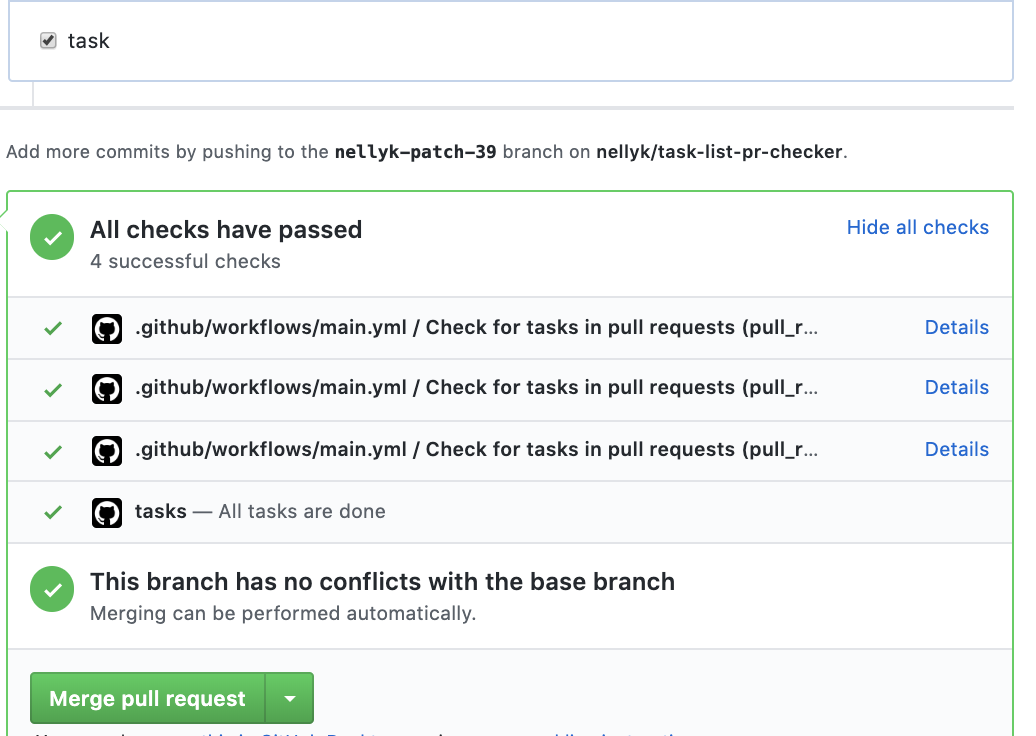 task
Add more commits by pushing to the nellyk-patch-39 branch on nellyk/task-list-pr-checker.
All checks have passed
Hide all checks
4 successful checks
.github/workflows/main.yml / Check for tasks in pull requests (pull_r...
Details
.github/workflows/main.yml / Check for tasks in pull requests (pull_r...
Details
.github/workflows/main.yml / Check for tasks in pull requests (pull_r...
Details
tasks — All tasks are done
This branch has no conflicts with the base branch
Merging can be performed automatically.
Merge pull request